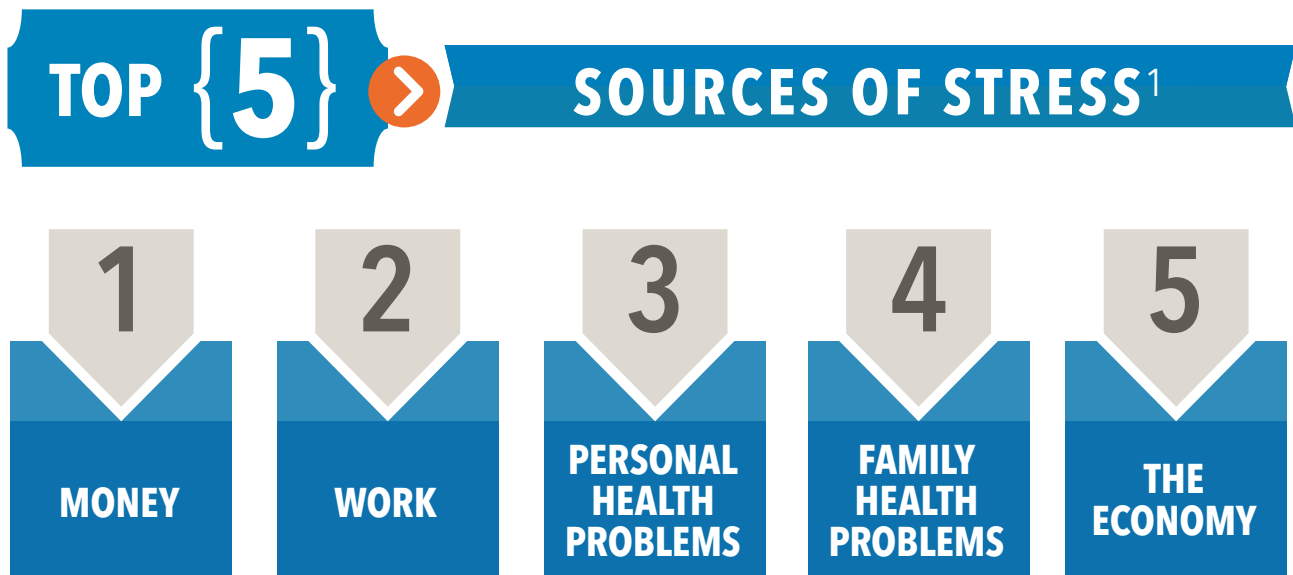 TOP {5} SOURCES OF STRESS¹
1
MONEY
2
WORK
3
PERSONAL
HEALTH
PROBLEMS
4
FAMILY
HEALTH
PROBLEMS
5
THE
ECONOMY